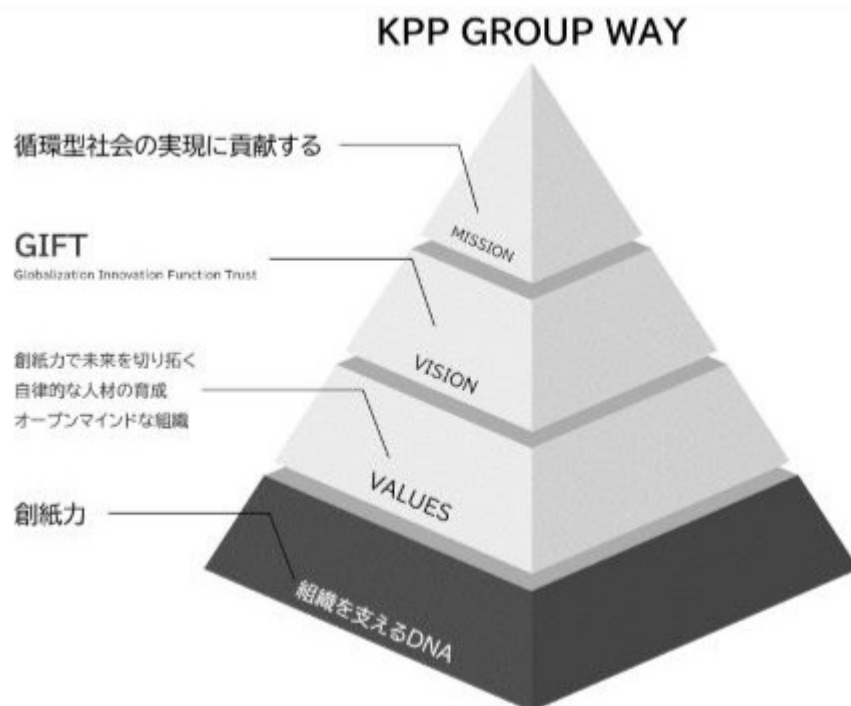 KPP GROUP WAY
循環型社会の実現に貢献する
MISSION
GIFT
Globalization Innovation Function Trust
VISION
創紙力で未来を切り拓く
自律的な人材の育成
オープンマインドな組織
VALUES
創紙力
組織を支えるDNA